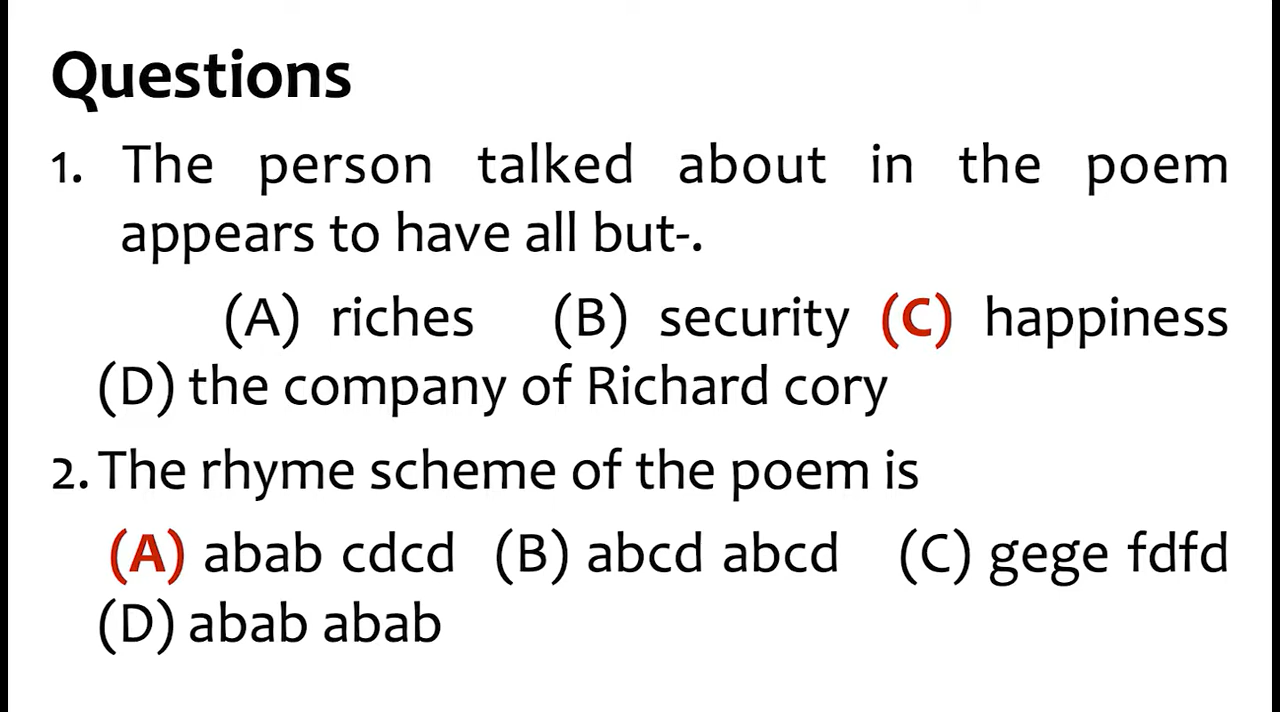 Questions
1. The person talked about in the poem
appears to have all but-.
(A) riches (B) security (C) happiness
(D) the company of Richard cory
2. The rhyme scheme of the poem is
(A) abab cdcd (B) abcd abcd (C) gege fdfd
(D) abab abab